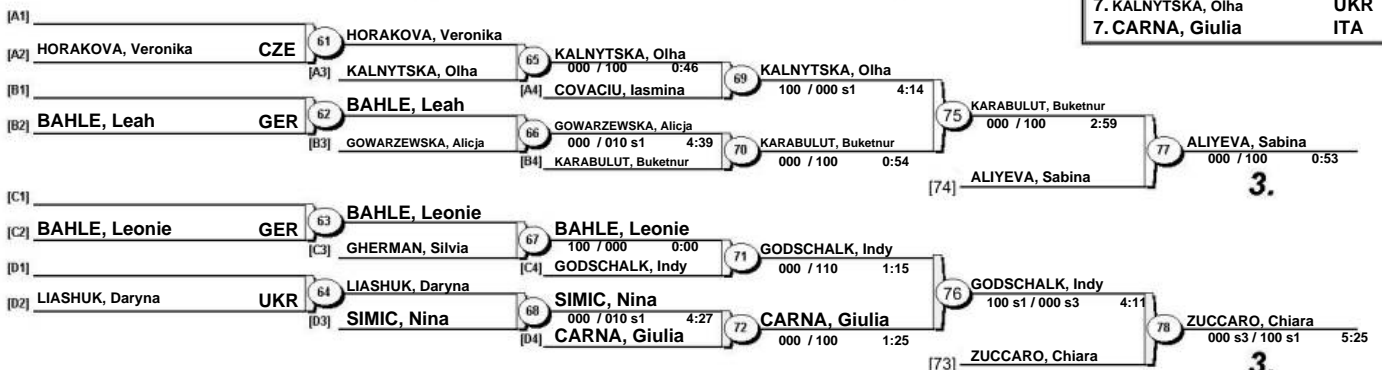 7. KALNYTSKA, Olha UKR
7. CARNA, Giulia ITA
[A1]
[A2] HORAKOVA, Veronika CZE 61 HORAKOVA, Veronika
[A3] KALNYTSKA, Olha 65 KALNYTSKA, Olha
000 / 100 0:46
[A4] COVACIU, Iasmina 69 KALNYTSKA, Olha
100 / 000 s1 4:14
[B1]
[B2] BAHLE, Leah GER 62 BAHLE, Leah
[B3] GOWARZEWSKA, Alicja 66 GOWARZEWSKA, Alicja
000 / 010 s1 4:39
[B4] KARABULUT, Buketnur 70 KARABULUT, Buketnur
000 / 100 0:54
75 KARABULUT, Buketnur
000 / 100 2:59
[74] ALIYEVA, Sabina 77 ALIYEVA, Sabina
000 / 100 0:53
3.
[C1]
[C2] BAHLE, Leonie GER 63 BAHLE, Leonie
[C3] GHERMAN, Silvia 67 BAHLE, Leonie
100 / 000 0:00
[C4] GODSCHALK, Indy 71 GODSCHALK, Indy
000 / 110 1:15
[D1]
[D2] LIASHUK, Daryna UKR 64 LIASHUK, Daryna
[D3] SIMIC, Nina 68 SIMIC, Nina
000 / 010 s1 4:27
[D4] CARNA, Giulia 72 CARNA, Giulia
000 / 100 1:25
76 GODSCHALK, Indy
100 s1 / 000 s3 4:11
[73] ZUCCARO, Chiara 78 ZUCCARO, Chiara
000 s3 / 100 s1 5:25
3.